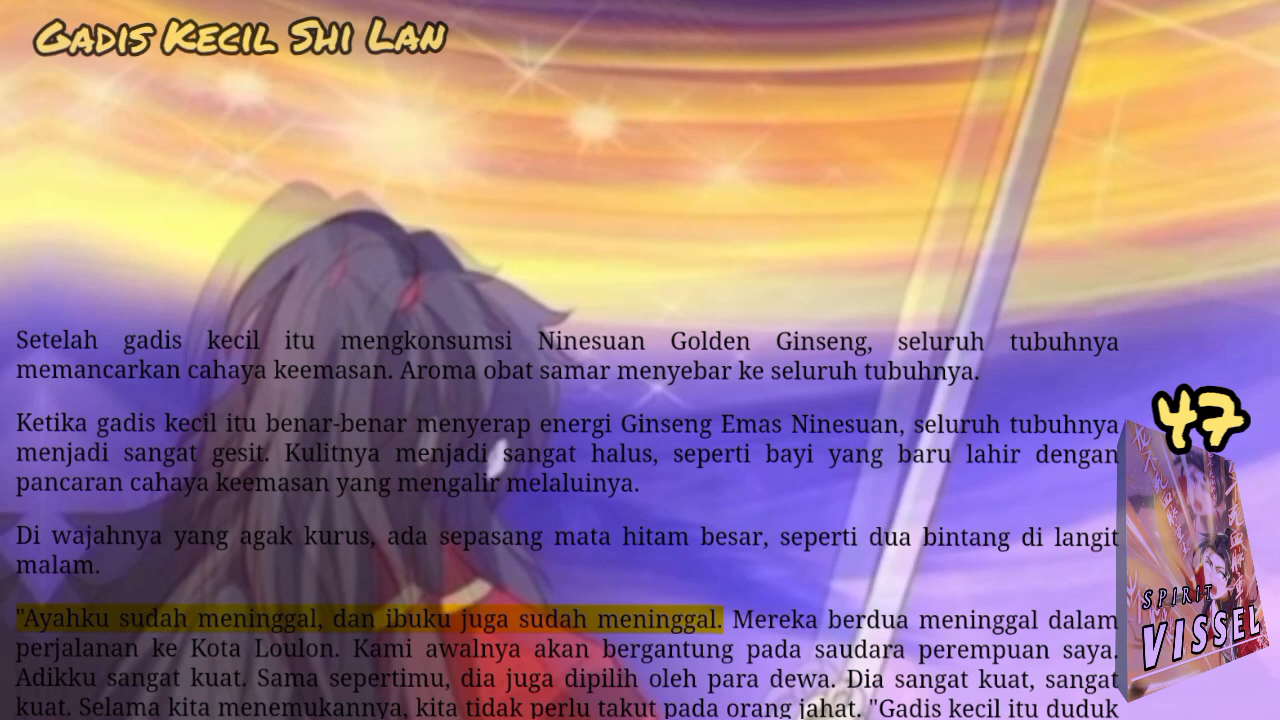 Gadis Kecil Shi Lan
Setelah gadis kecil itu mengkonsumsi Ninesuan Golden Ginseng, seluruh tubuhnya
memancarkan cahaya keemasan. Aroma obat samar menyebar ke seluruh tubuhnya.
Ketika gadis kecil itu benar-benar menyerap energi Ginseng Emas Ninesuan, seluruh tubuhnya
menjadi sangat gesit. Kulitnya menjadi sangat halus, seperti bayi yang baru lahir dengan
pancaran cahaya keemasan yang mengalir melaluinya.
Di wajahnya yang agak kurus, ada sepasang mata hitam besar, seperti dua bintang di langit
malam.
"Ayahku sudah meninggal, dan ibuku juga sudah meninggal. Mereka berdua meninggal dalam
perjalanan ke Kota Loulon. Kami awalnya akan bergantung pada saudara perempuan saya.
Adikku sangat kuat. Sama sepertimu, dia juga dipilih oleh para dewa. Dia sangat kuat, sangat
kuat. Selama kita menemukannya, kita tidak perlu takut pada orang jahat. "Gadis kecil itu duduk
47
SPIRIT
VISSEL